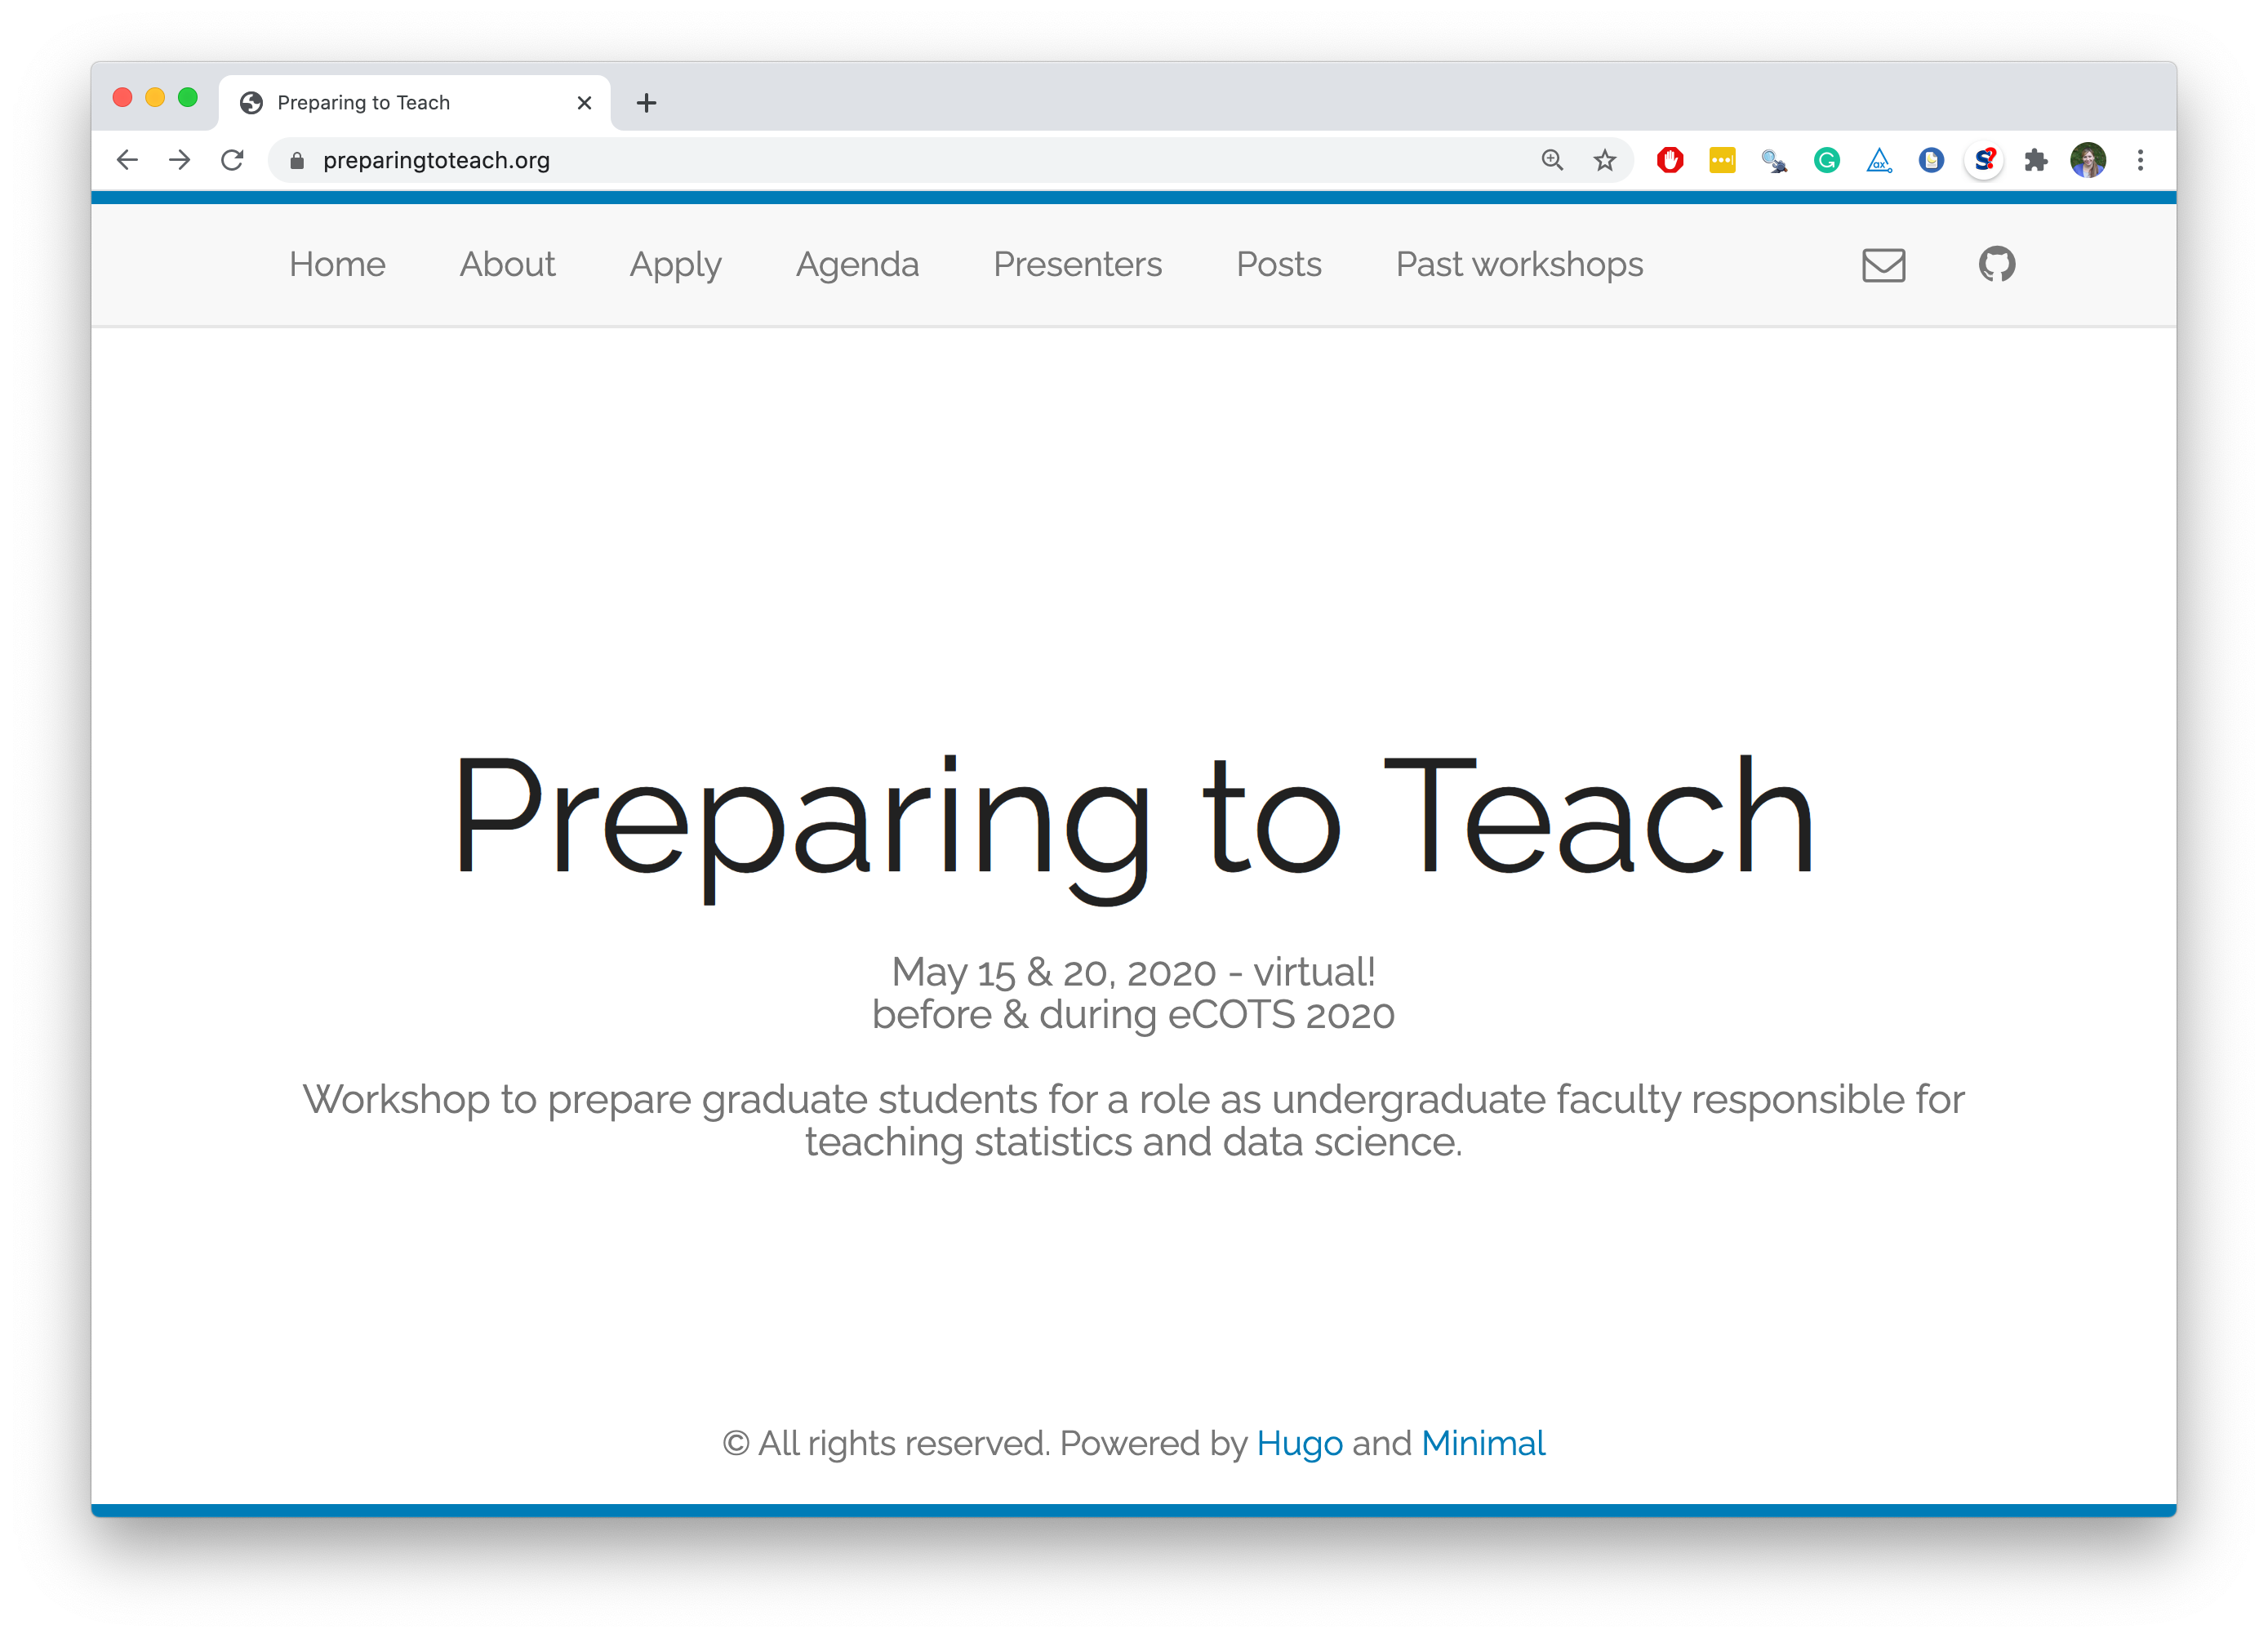 Preparing to Teach
preparingtoteach.org
Home About Apply Agenda Presenters Posts Past workshops
Preparing to Teach
May 15 & 20, 2020 - virtual!
before & during eCOTS 2020
Workshop to prepare graduate students for a role as undergraduate faculty responsible for
teaching statistics and data science.
© All rights reserved. Powered by Hugo and Minimal